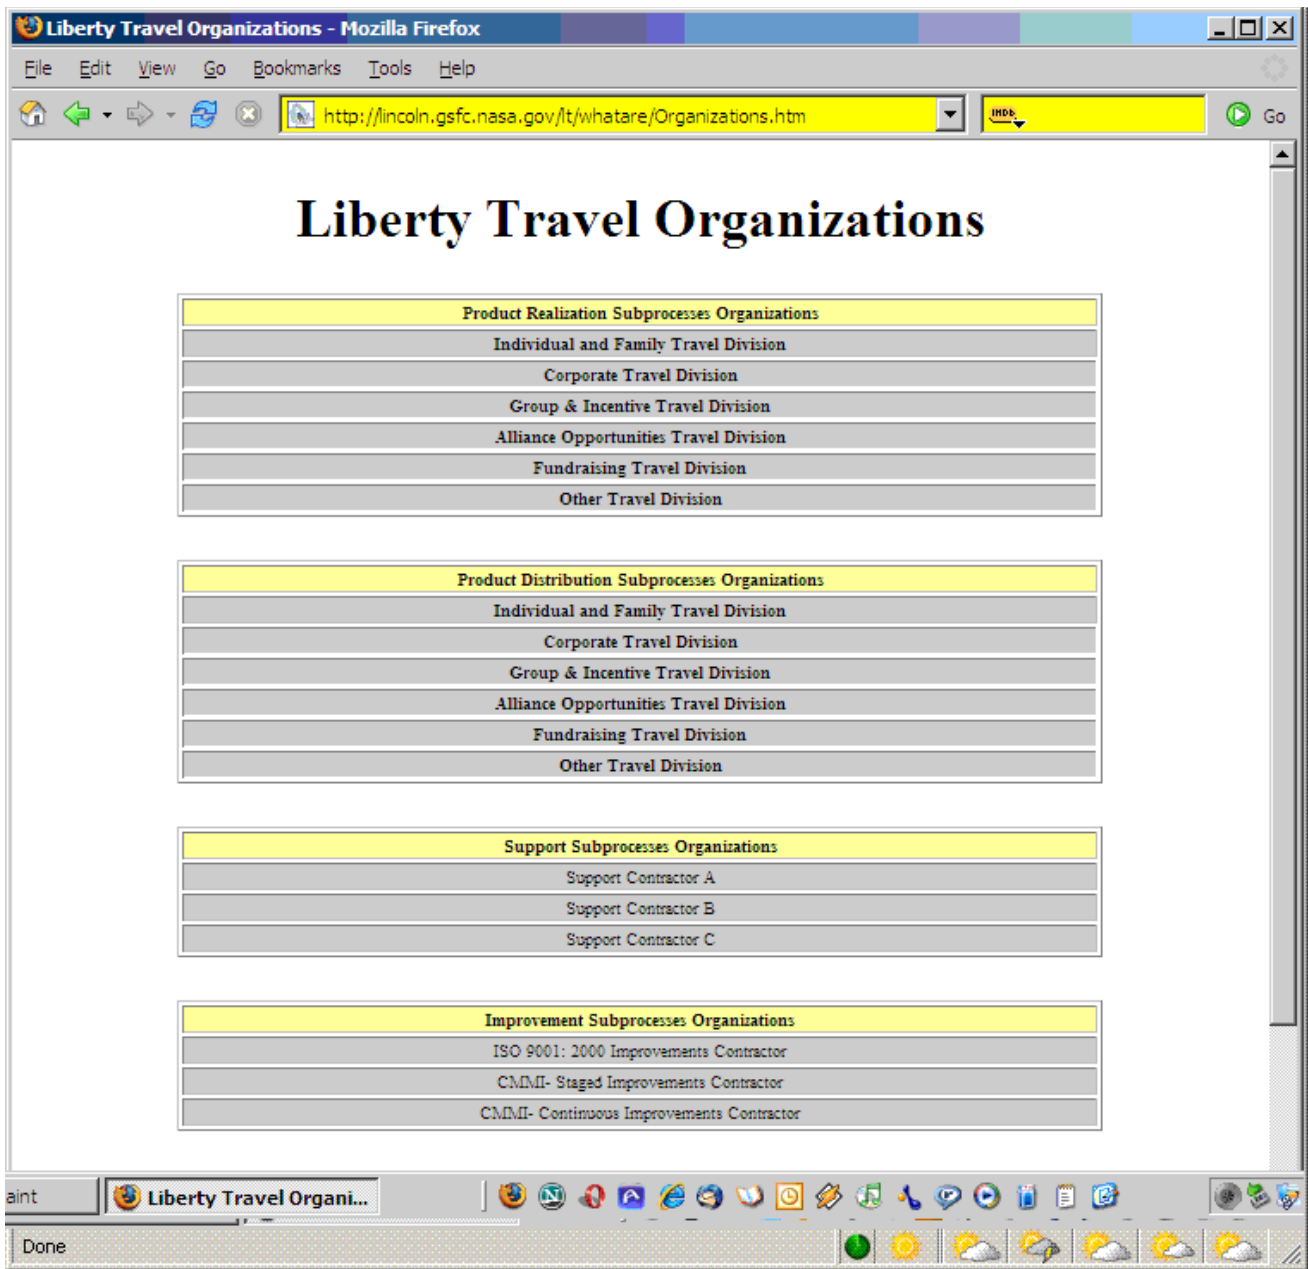 Liberty Travel Organizations - Mozilla Firefox
File Edit View Go Bookmarks Tools Help
http://lincoln.gsfc.nasa.gov/lt/whatare/Organizations.htm IMDb Go
Liberty Travel Organizations
Product Realization Subprocesses Organizations
Individual and Family Travel Division
Corporate Travel Division
Group & Incentive Travel Division
Alliance Opportunities Travel Division
Fundraising Travel Division
Other Travel Division
Product Distribution Subprocesses Organizations
Individual and Family Travel Division
Corporate Travel Division
Group & Incentive Travel Division
Alliance Opportunities Travel Division
Fundraising Travel Division
Other Travel Division
Support Subprocesses Organizations
Support Contractor A
Support Contractor B
Support Contractor C
Improvement Subprocesses Organizations
ISO 9001: 2000 Improvements Contractor
CMMI- Staged Improvements Contractor
CMMI- Continuous Improvements Contractor
aint Liberty Travel Organi...
Done